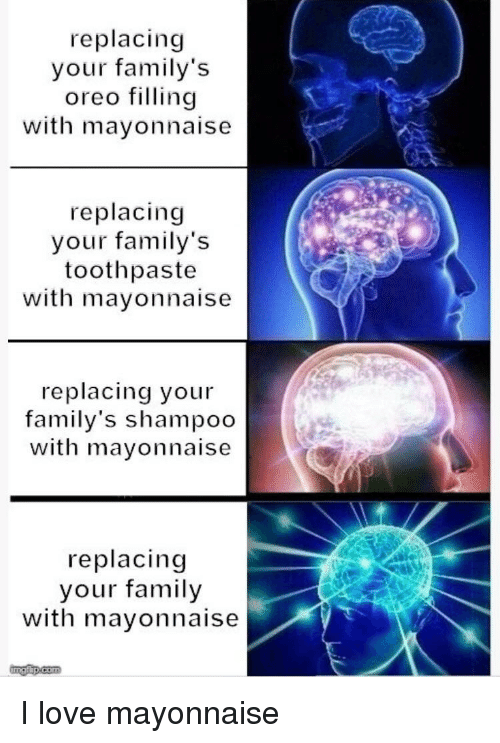 replacing
your family's
oreo filling
with mayonnaise
replacing
your family's
toothpaste
with mayonnaise
replacing your
family's shampoo
with mayonnaise
replacing
your family
with mayonnaise
imgflip.com
I love mayonnaise